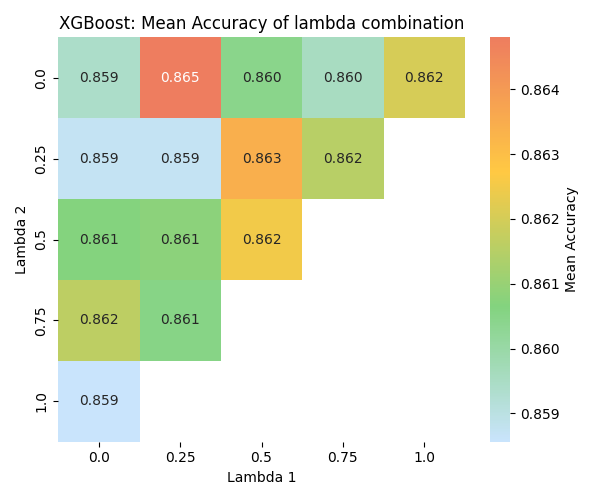 XGBoost: Mean Accuracy of lambda combination
0.0 0.859 0.865 0.860 0.860 0.862
0.25 0.859 0.859 0.863 0.862
0.5 0.861 0.861 0.862
0.75 0.862 0.861
1.0 0.859
0.0 0.25 0.5 0.75 1.0
Lambda 1
Lambda 2
0.864
0.863
0.862
0.861
0.860
0.859
Mean Accuracy